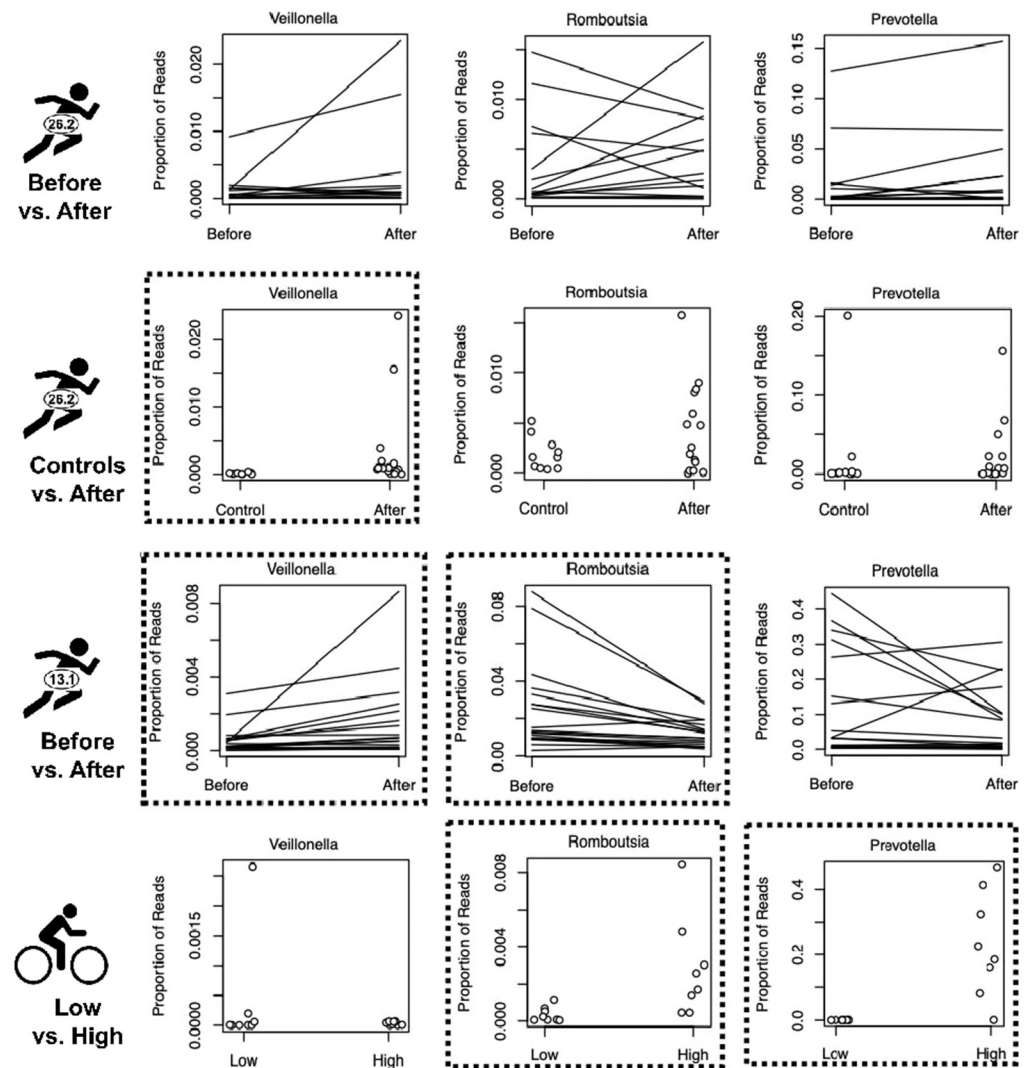 Veillonella
Romboutsia
Prevotella
Proportion of Reads
0.000
0.010
0.020
Before
After
Proportion of Reads
0.000
0.010
Before
After
Proportion of Reads
0.00
0.05
0.10
0.15
Before
After
26.2
Before
vs. After
Veillonella
Romboutsia
Prevotella
Proportion of Reads
0.000
0.010
0.020
Control
After
Proportion of Reads
0.000
0.010
Control
After
Proportion of Reads
0.00
0.10
0.20
Control
After
26.2
Controls
vs. After
Veillonella
Romboutsia
Prevotella
Proportion of Reads
0.000
0.004
0.008
Before
After
Proportion of Reads
0.00
0.04
0.08
Before
After
Proportion of Reads
0.0
0.1
0.2
0.3
0.4
Before
After
13.1
Before
vs. After
Veillonella
Romboutsia
Prevotella
Proportion of Reads
0.0000
0.0015
Low
High
Proportion of Reads
0.000
0.004
0.008
Low
High
Proportion of Reads
0.0
0.2
0.4
Low
High
Low
vs. High